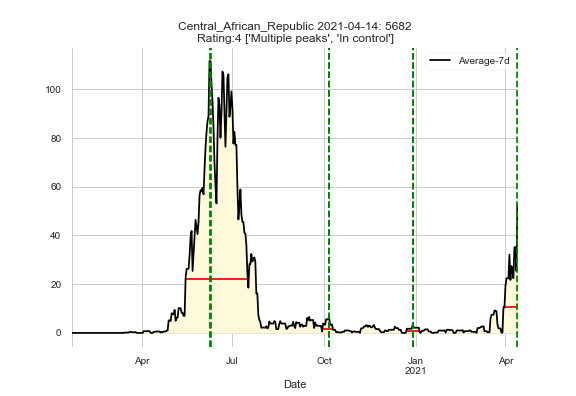 Central_African_Republic 2021-04-14: 5682
Rating:4 ['Multiple peaks', 'In control']
Average-7d
100
80
60
40
20
0
Apr
Jul
Oct
Jan
2021
Apr
Date